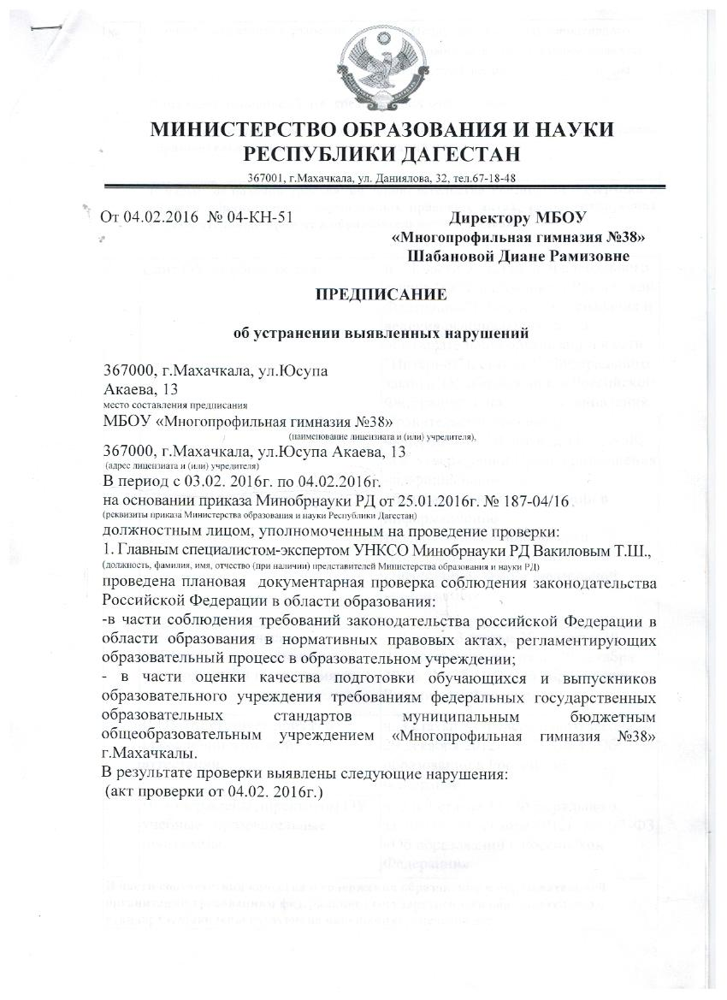 МИНИСТЕРСТВО ОБРАЗОВАНИЯ И НАУКИ
РЕСПУБЛИКИ ДАГЕСТАН
367001, г.Махачкала, ул. Даниялова, 32, тел.67-18-48
От 04.02.2016 № 04-КН-51
Директору МБОУ
«Многопрофильная гимназия №38»
Шабановой Диане Рамизовне
ПРЕДПИСАНИЕ
об устранении выявленных нарушений
367000, г.Махачкала, ул.Юсупа
Акаева, 13
место составления предписания
МБОУ «Многопрофильная гимназия №38»
(наименование лицензиата и (или) учредителя),
367000, г.Махачкала, ул.Юсупа Акаева, 13
(адрес лицензиата и (или) учредителя)
В период с 03.02. 2016г. по 04.02.2016г.
на основании приказа Минобрнауки РД от 25.01.2016г. № 187-04/16
(реквизиты приказа Министерства образования и науки Республики Дагестан)
должностным лицом, уполномоченным на проведение проверки:
1. Главным специалистом-экспертом УНКСО Минобрнауки РД Вакиловым Т.Ш.,
(должность, фамилия, имя, отчество (при наличии) представителей Министерства образования и науки РД)
проведена плановая документарная проверка соблюдения законодательства
Российской Федерации в области образования:
-в части соблюдения требований законодательства российской Федерации в
области образования в нормативных правовых актах, регламентирующих
образовательный процесс в образовательном учреждении;
- в части оценки качества подготовки обучающихся и выпускников
образовательного учреждения требованиям федеральных государственных
образовательных стандартов муниципальным бюджетным
общеобразовательным учреждением «Многопрофильная гимназия №38»
г.Махачкалы.
В результате проверки выявлены следующие нарушения:
(акт проверки от 04.02. 2016г.)